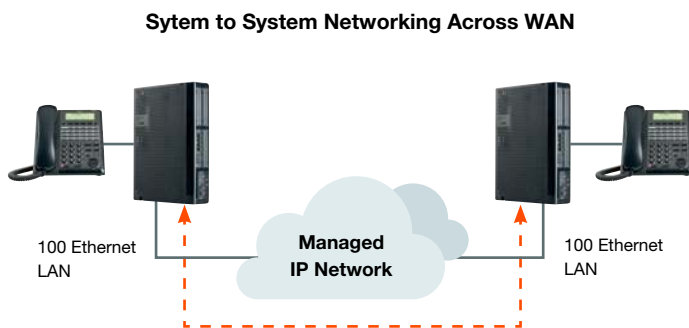 Sytem to System Networking Across WAN
100 Ethernet
LAN
Managed
IP Network
100 Ethernet
LAN